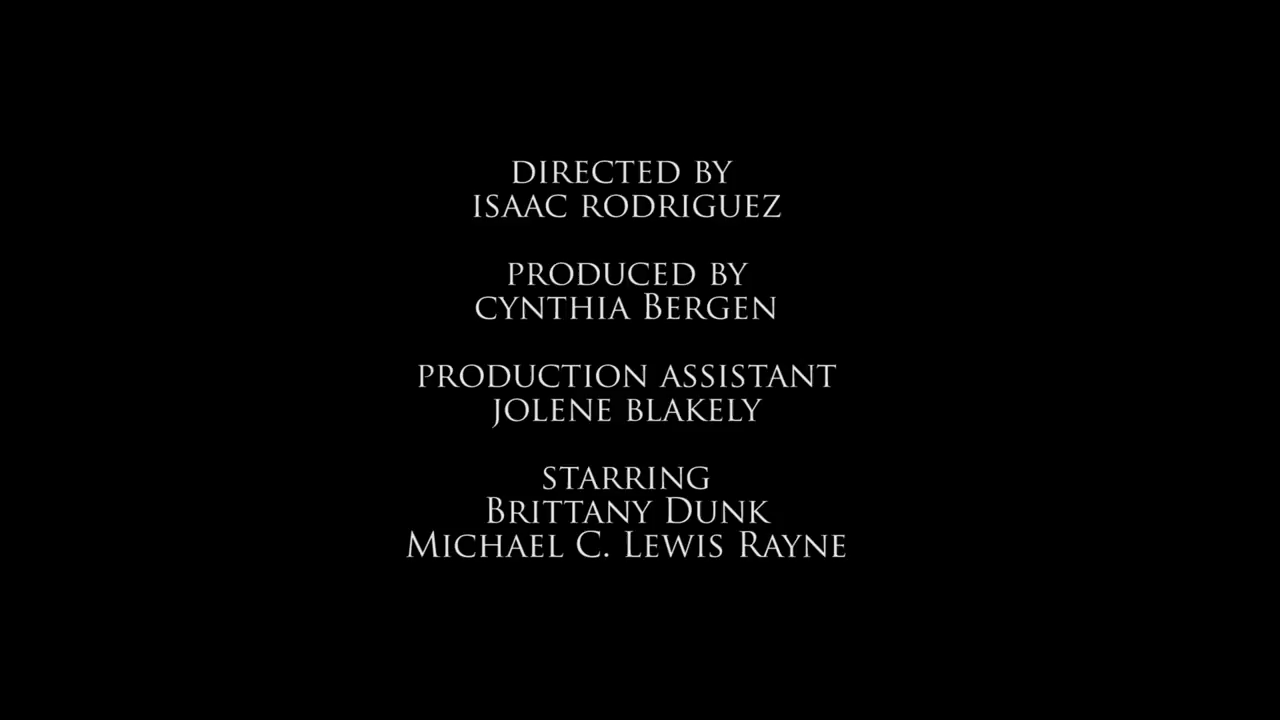 DIRECTED BY
ISAAC RODRIGUEZ
PRODUCED BY
CYNTHIA BERGEN
PRODUCTION ASSISTANT
JOLENE BLAKELY
STARRING
BRITTANY DUNK
MICHAEL C. LEWIS RAYNE